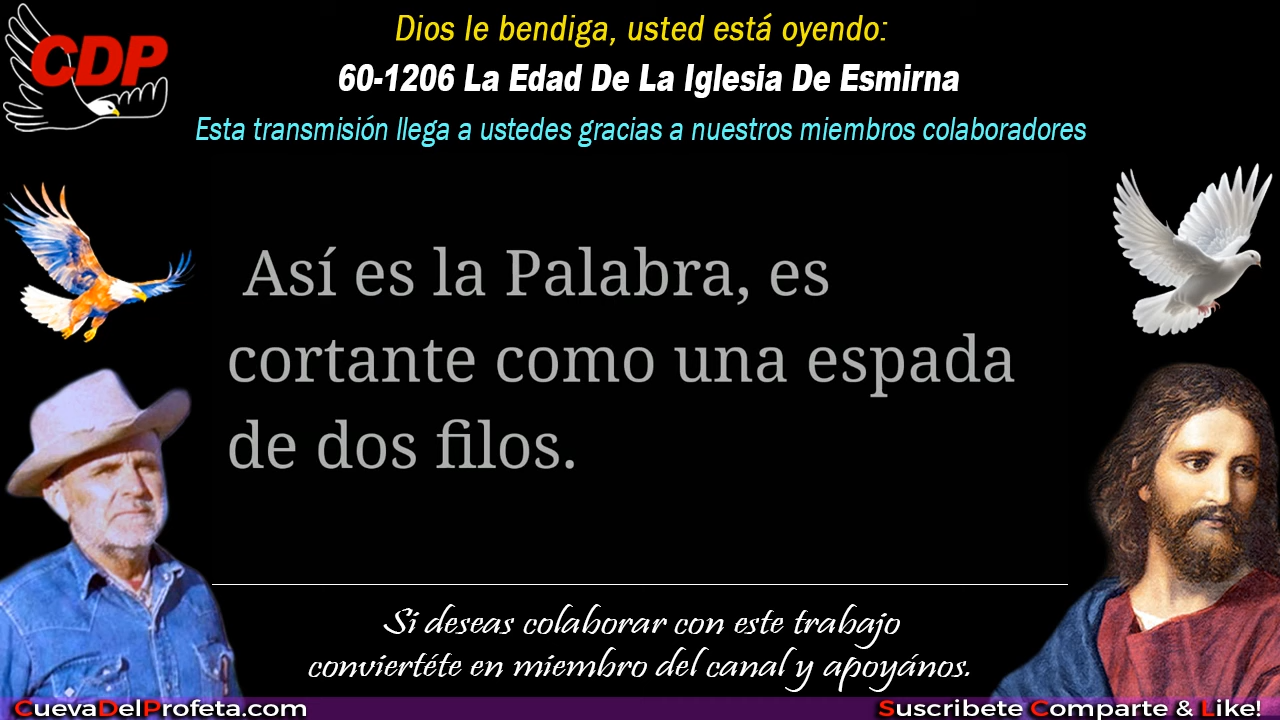 CDP
Dios le bendiga, usted está oyendo:
60-1206 La Edad De La Iglesia De Esmirna
Esta transmisión llega a ustedes gracias a nuestros miembros colaboradores
Así es la Palabra, es
cortante como una espada
de dos filos.
Si deseas colaborar con este trabajo
conviertéte en miembro del canal y apoyános.
CuevaDelProfeta.com
Suscribete Comparte & Like!